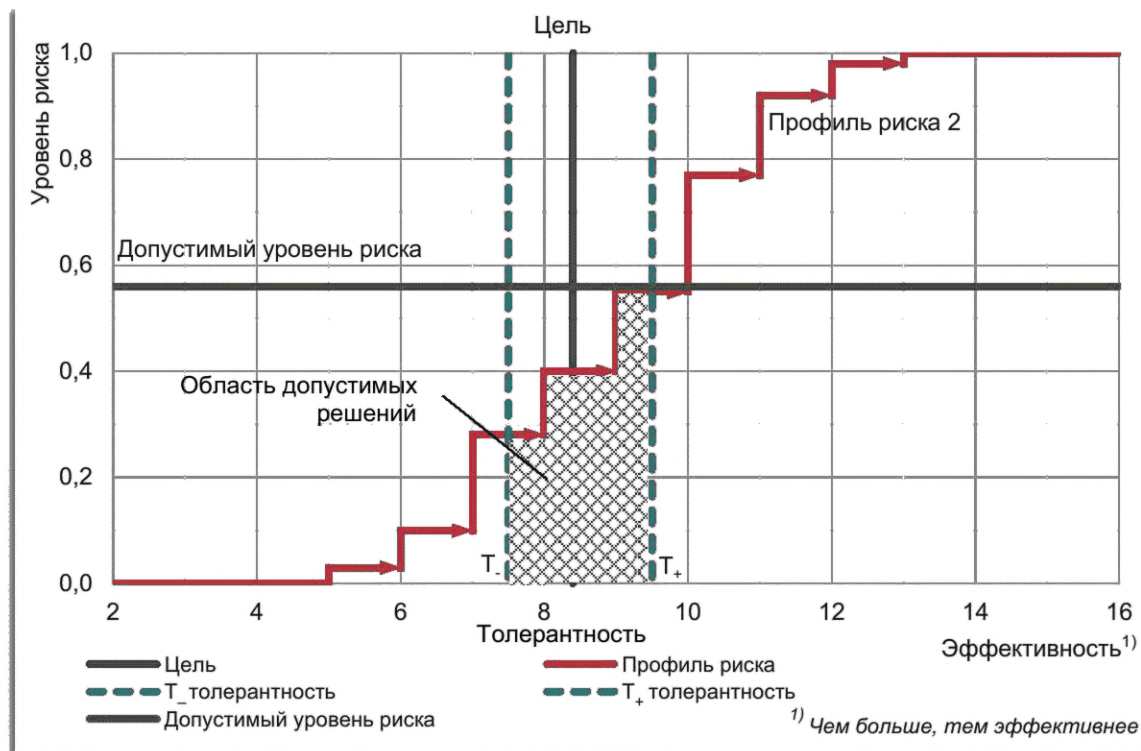 Цель
1,0
Уровень риска
Профиль риска 2
0,8
Допустимый уровень риска
0,6
0,4
Область допустимых
решений
0,2
T_
T+
0,0
2 4 6 8 10 12 14 16
Толерантность
Эффективность1)
Цель
Профиль риска
T_ толерантность
T+ толерантность
Допустимый уровень риска
1) Чем больше, тем эффективнее